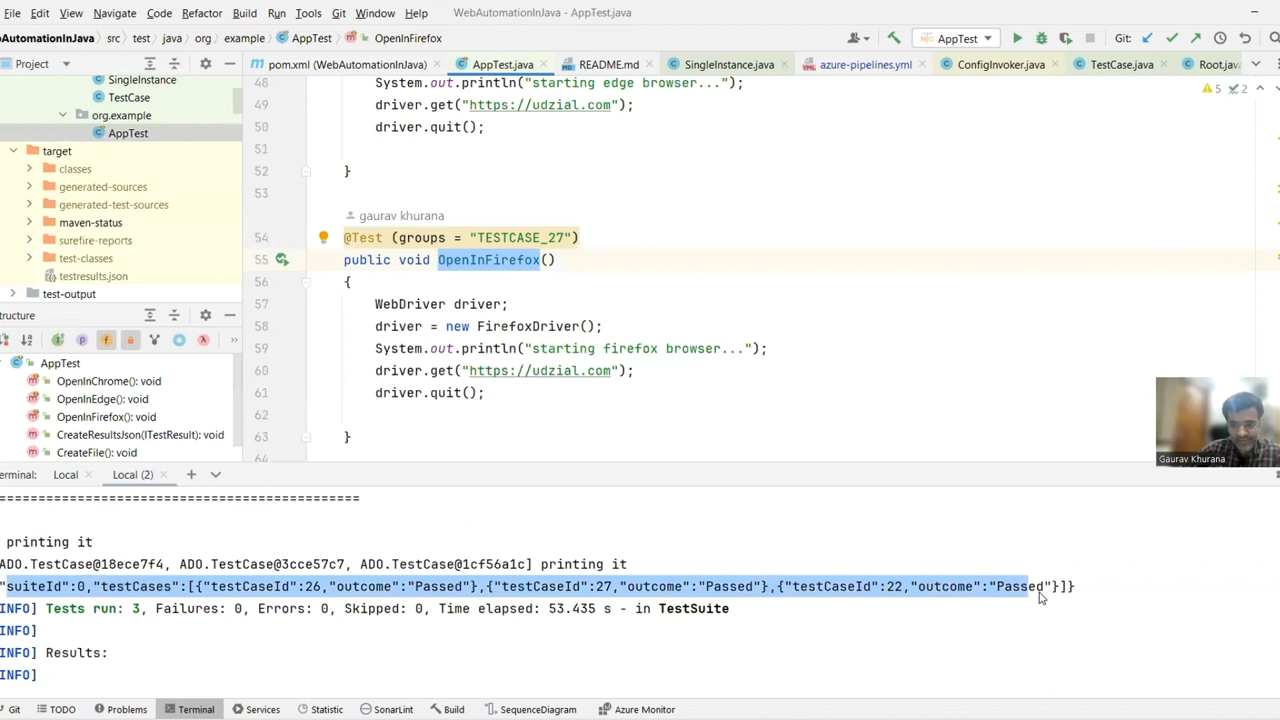 File Edit View Navigate Code Refactor Build Run Tools Git Window Help WebAutomationInJava - AppTest.java
bAutomationInJava src test java org example AppTest OpenInFirefox AppTest Git:
Project pom.xml (WebAutomationInJava) AppTest.java README.md SingleInstance.java azure-pipelines.yml ConfigInvoker.java TestCase.java Root.java
SingleInstance
TestCase
org.example
AppTest
target
classes
generated-sources
generated-test-sources
maven-status
surefire-reports
test-classes
testresults.json
test-output
ructure
AppTest
OpenInChrome(): void
OpenInEdge(): void
OpenInFirefox(): void
CreateResultsJson(ITestResult): void
CreateFile(): void
5 2
48 System.out.println("starting edge browser...");
49 driver.get("https://udzial.com");
50 driver.quit();
51
52 }
53
gaurav khurana
54 @Test (groups = "TESTCASE_27")
55 public void OpenInFirefox()
56 {
57 WebDriver driver;
58 driver = new FirefoxDriver();
59 System.out.println("starting firefox browser...");
60 driver.get("https://udzial.com");
61 driver.quit();
62
63 }
64
Gaurav Khurana
erminal: Local Local (2)
=============================================
printing it
ADO.TestCase@18ece7f4, ADO.TestCase@3cce57c7, ADO.TestCase@1cf56a1c] printing it
"suiteId":0,"testCases":[{"testCaseId":26,"outcome":"Passed"},{"testCaseId":27,"outcome":"Passed"},{"testCaseId":22,"outcome":"Passed"}]}
INFO] Tests run: 3, Failures: 0, Errors: 0, Skipped: 0, Time elapsed: 53.435 s - in TestSuite
INFO]
INFO] Results:
INFO]
Git TODO Problems Terminal Services Statistic SonarLint Build SequenceDiagram Azure Monitor